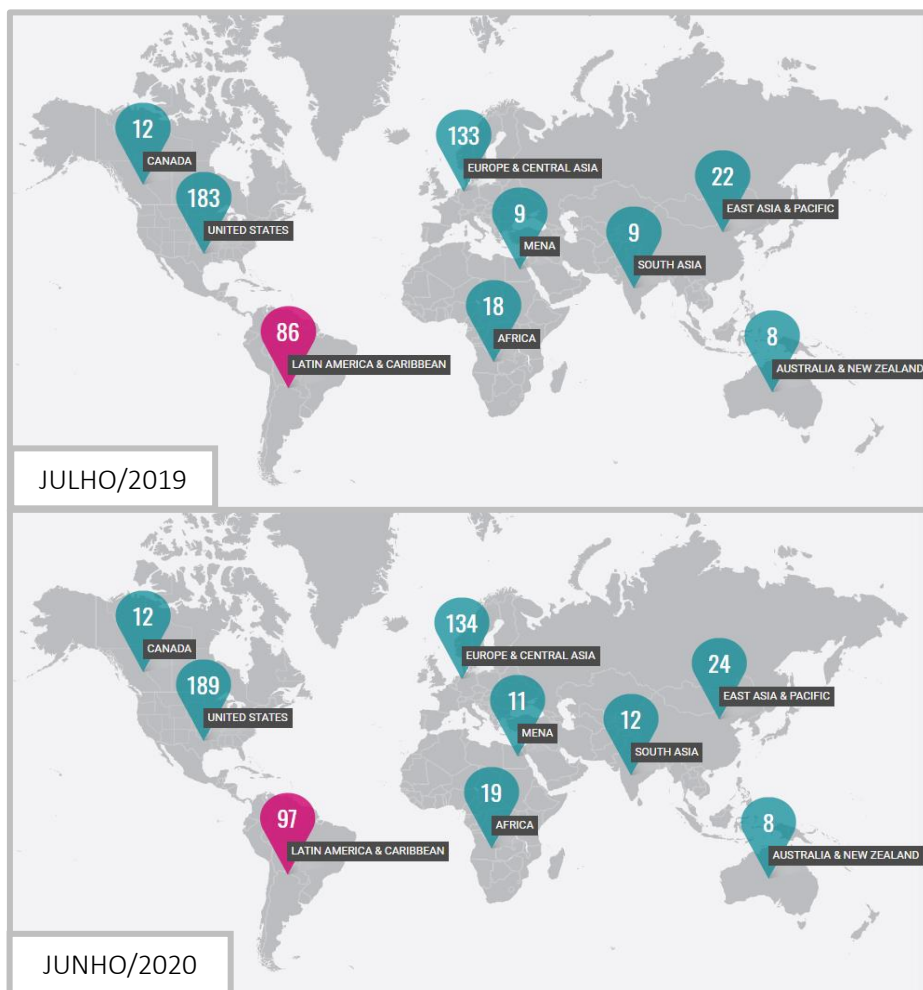 12
CANADA
183
UNITED STATES
133
EUROPE & CENTRAL ASIA
9
MENA
9
SOUTH ASIA
22
EAST ASIA & PACIFIC
18
AFRICA
86
LATIN AMERICA & CARIBBEAN
8
AUSTRALIA & NEW ZEALAND
JULHO/2019
12
CANADA
189
UNITED STATES
134
EUROPE & CENTRAL ASIA
11
MENA
12
SOUTH ASIA
24
EAST ASIA & PACIFIC
19
AFRICA
97
LATIN AMERICA & CARIBBEAN
8
AUSTRALIA & NEW ZEALAND
JUNHO/2020